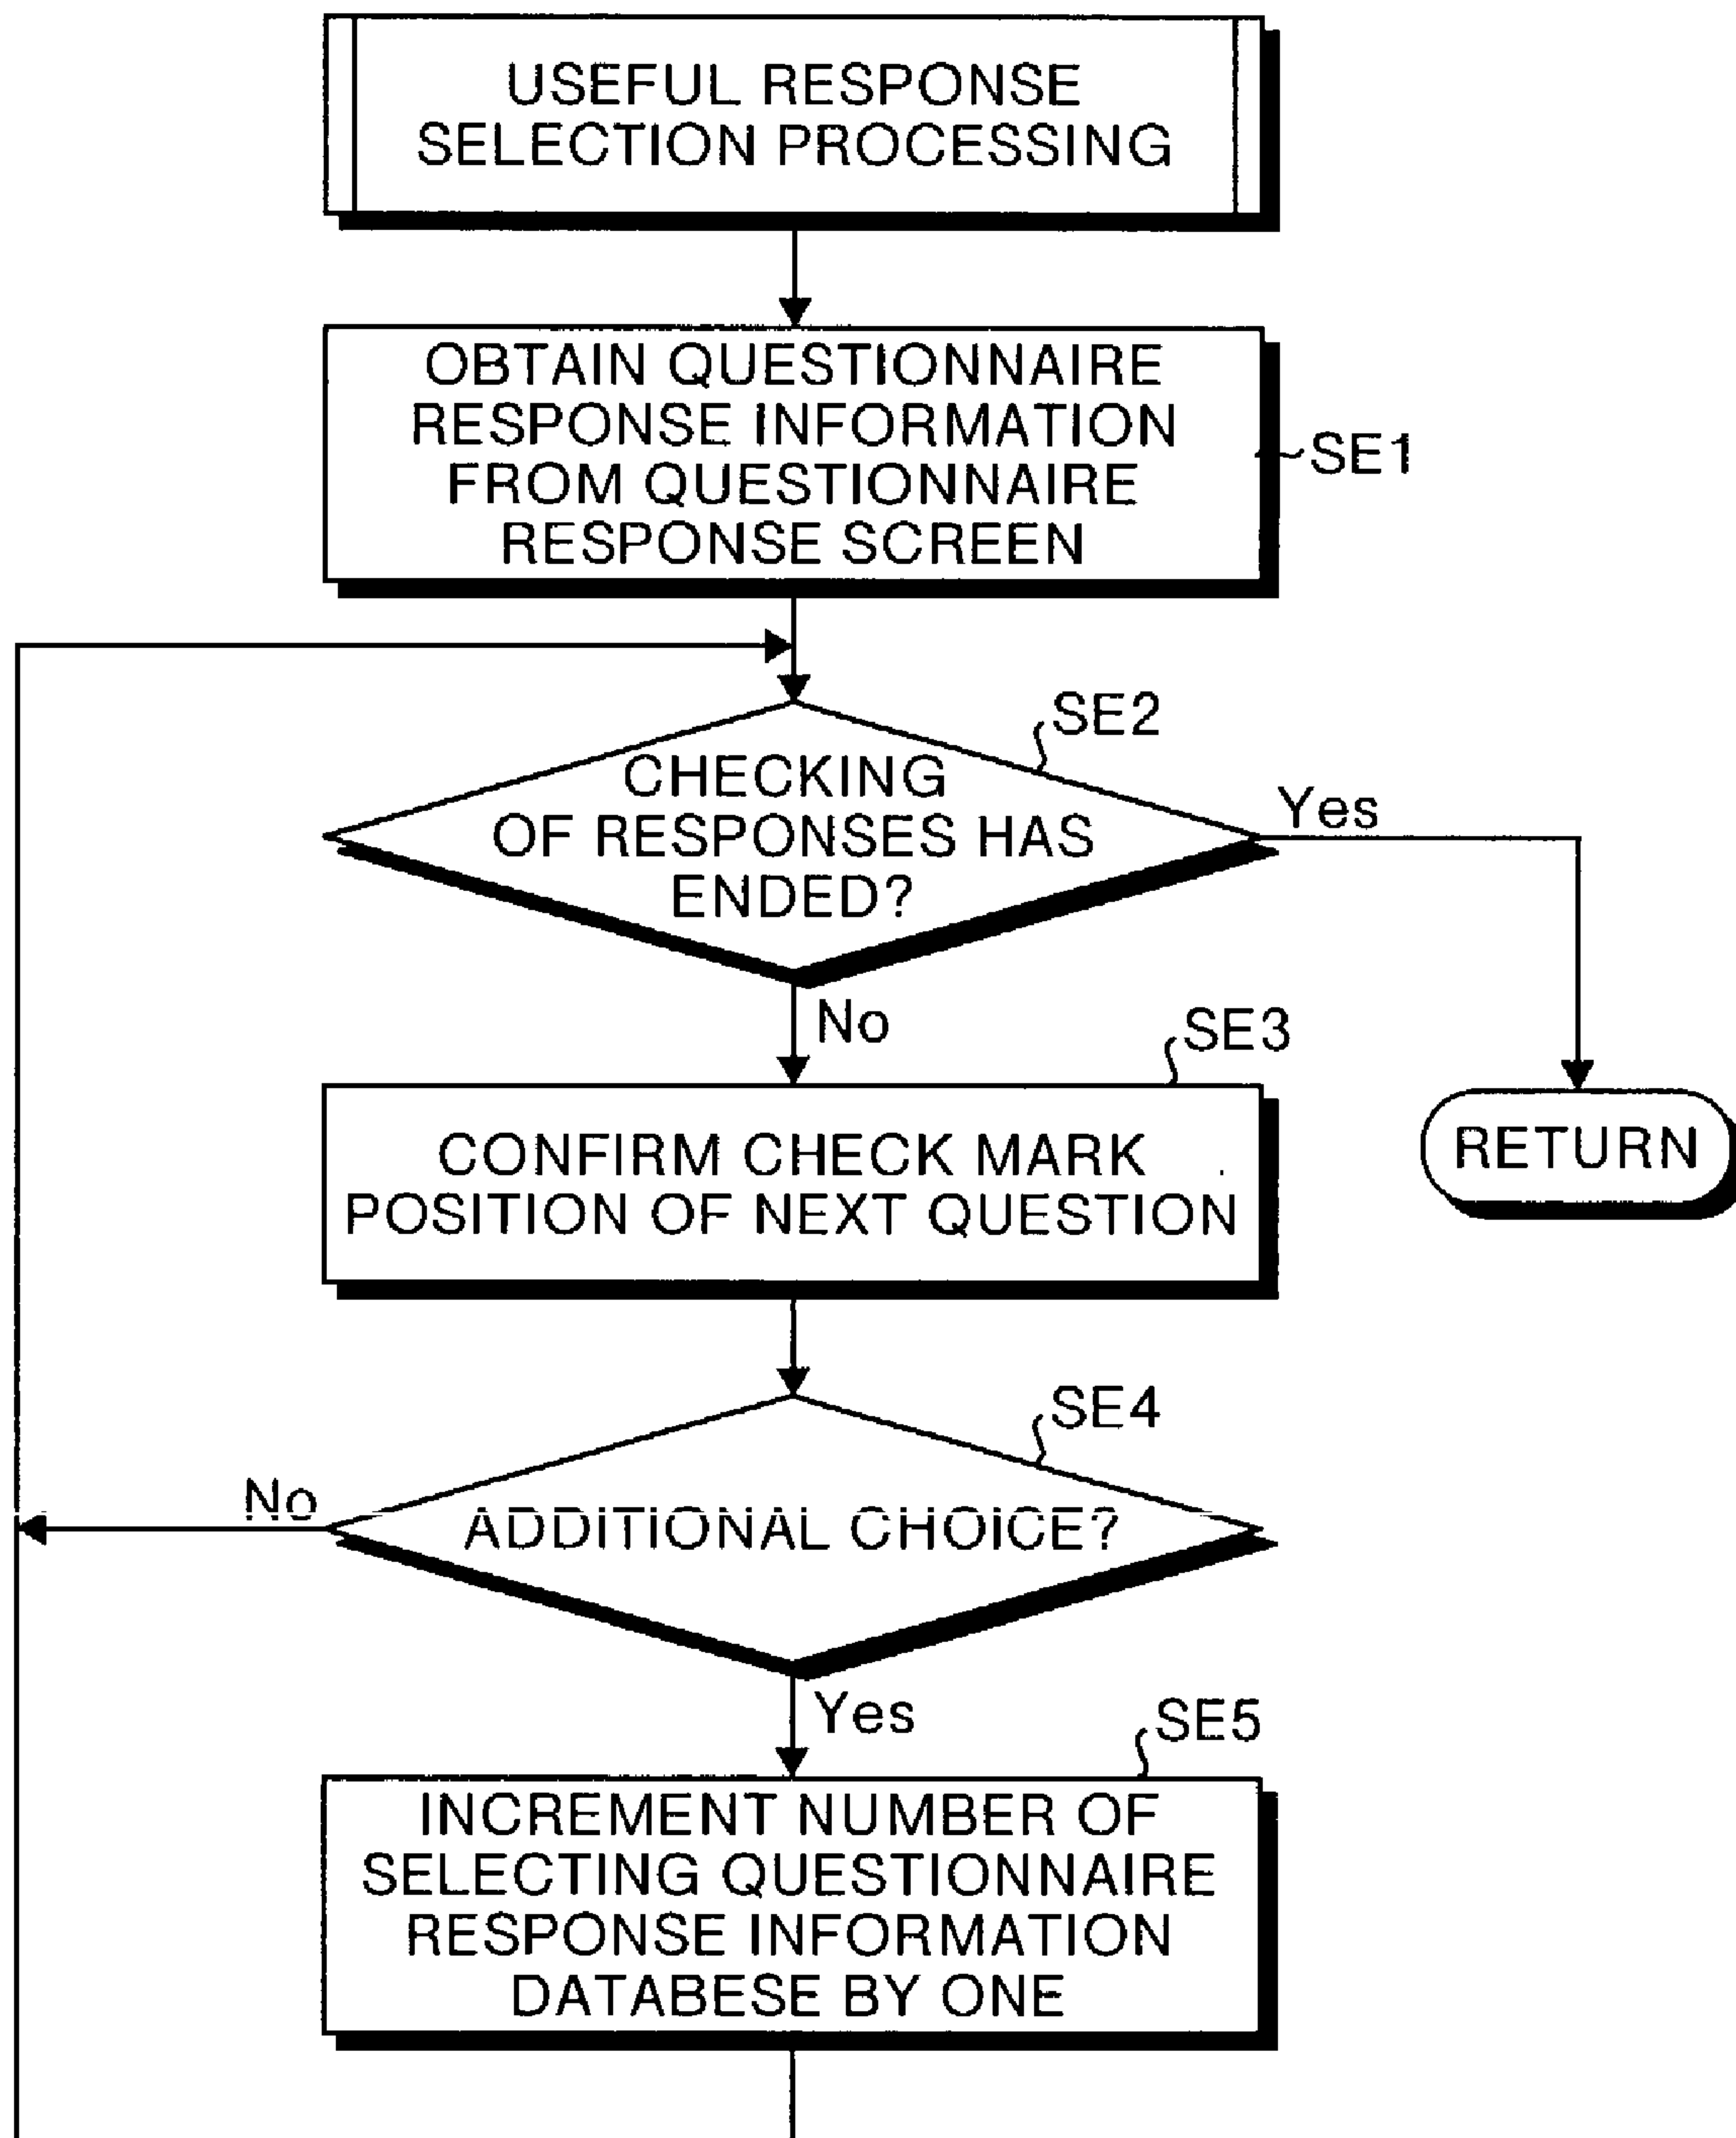 USEFUL RESPONSE
SELECTION PROCESSING
OBTAIN QUESTIONNAIRE
RESPONSE INFORMATION
FROM QUESTIONNAIRE
RESPONSE SCREEN
SE1
SE2
CHECKING
OF RESPONSES HAS
ENDED?
Yes
No
SE3
CONFIRM CHECK MARK
POSITION OF NEXT QUESTION
RETURN
SE4
No
ADDITIONAL CHOICE?
Yes
SE5
INCREMENT NUMBER OF
SELECTING QUESTIONNAIRE
RESPONSE INFORMATION
DATABESE BY ONE